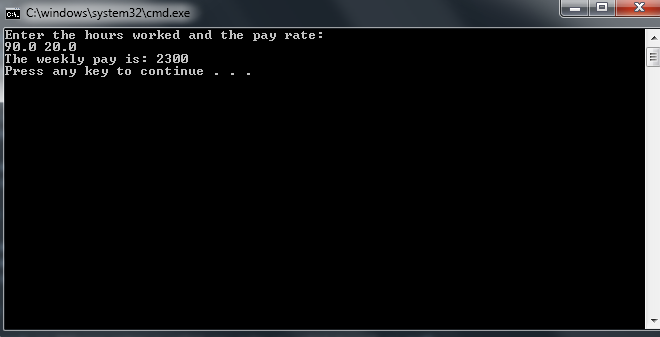 C:\windows\system32\cmd.exe
Enter the hours worked and the pay rate:
90.0 20.0
The weekly pay is: 2300
Press any key to continue . . .